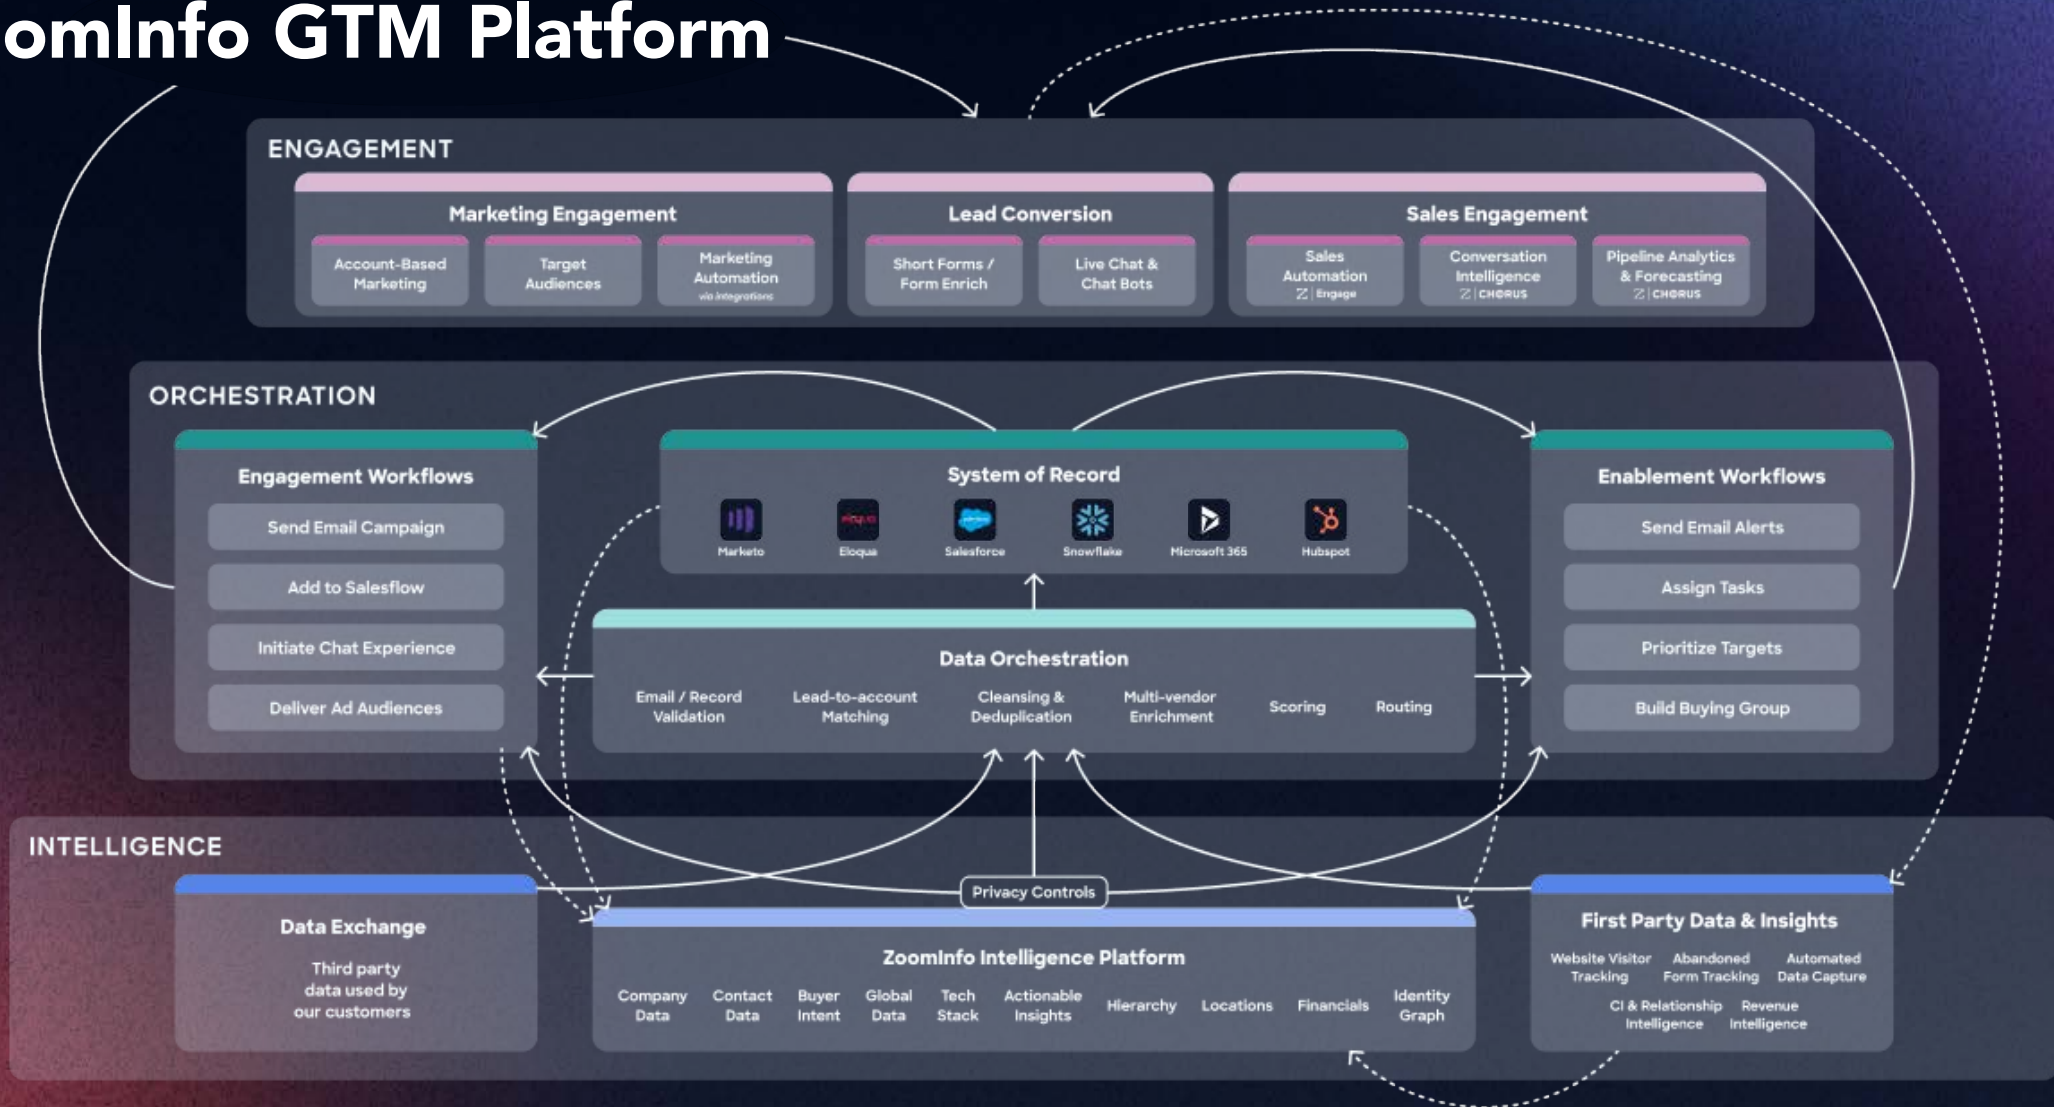 omInfo GTM Platform
ENGAGEMENT
Marketing Engagement
Account-Based
Marketing
Target
Audiences
Marketing
Automation
via integrations
Lead Conversion
Short Forms /
Form Enrich
Live Chat &
Chat Bots
Sales Engagement
Sales
Automation
Z | Engage
Conversation
Intelligence
Z | CHORUS
Pipeline Analytics
& Forecasting
Z | CHORUS
ORCHESTRATION
Engagement Workflows
Send Email Campaign
Add to Salesflow
Initiate Chat Experience
Deliver Ad Audiences
System of Record
Marketo
Eloqua
Salesforce
Snowflake
Microsoft 365
Hubspot
Data Orchestration
Email / Record
Validation
Lead-to-account
Matching
Cleansing &
Deduplication
Multi-vendor
Enrichment
Scoring
Routing
Enablement Workflows
Send Email Alerts
Assign Tasks
Prioritize Targets
Build Buying Group
INTELLIGENCE
Data Exchange
Third party
data used by
our customers
Privacy Controls
ZoomInfo Intelligence Platform
Company
Data
Contact
Data
Buyer
Intent
Global
Data
Tech
Stack
Actionable
Insights
Hierarchy
Locations
Financials
Identity
Graph
First Party Data & Insights
Website Visitor
Tracking
Abandoned
Form Tracking
Automated
Data Capture
CI & Relationship
Intelligence
Revenue
Intelligence